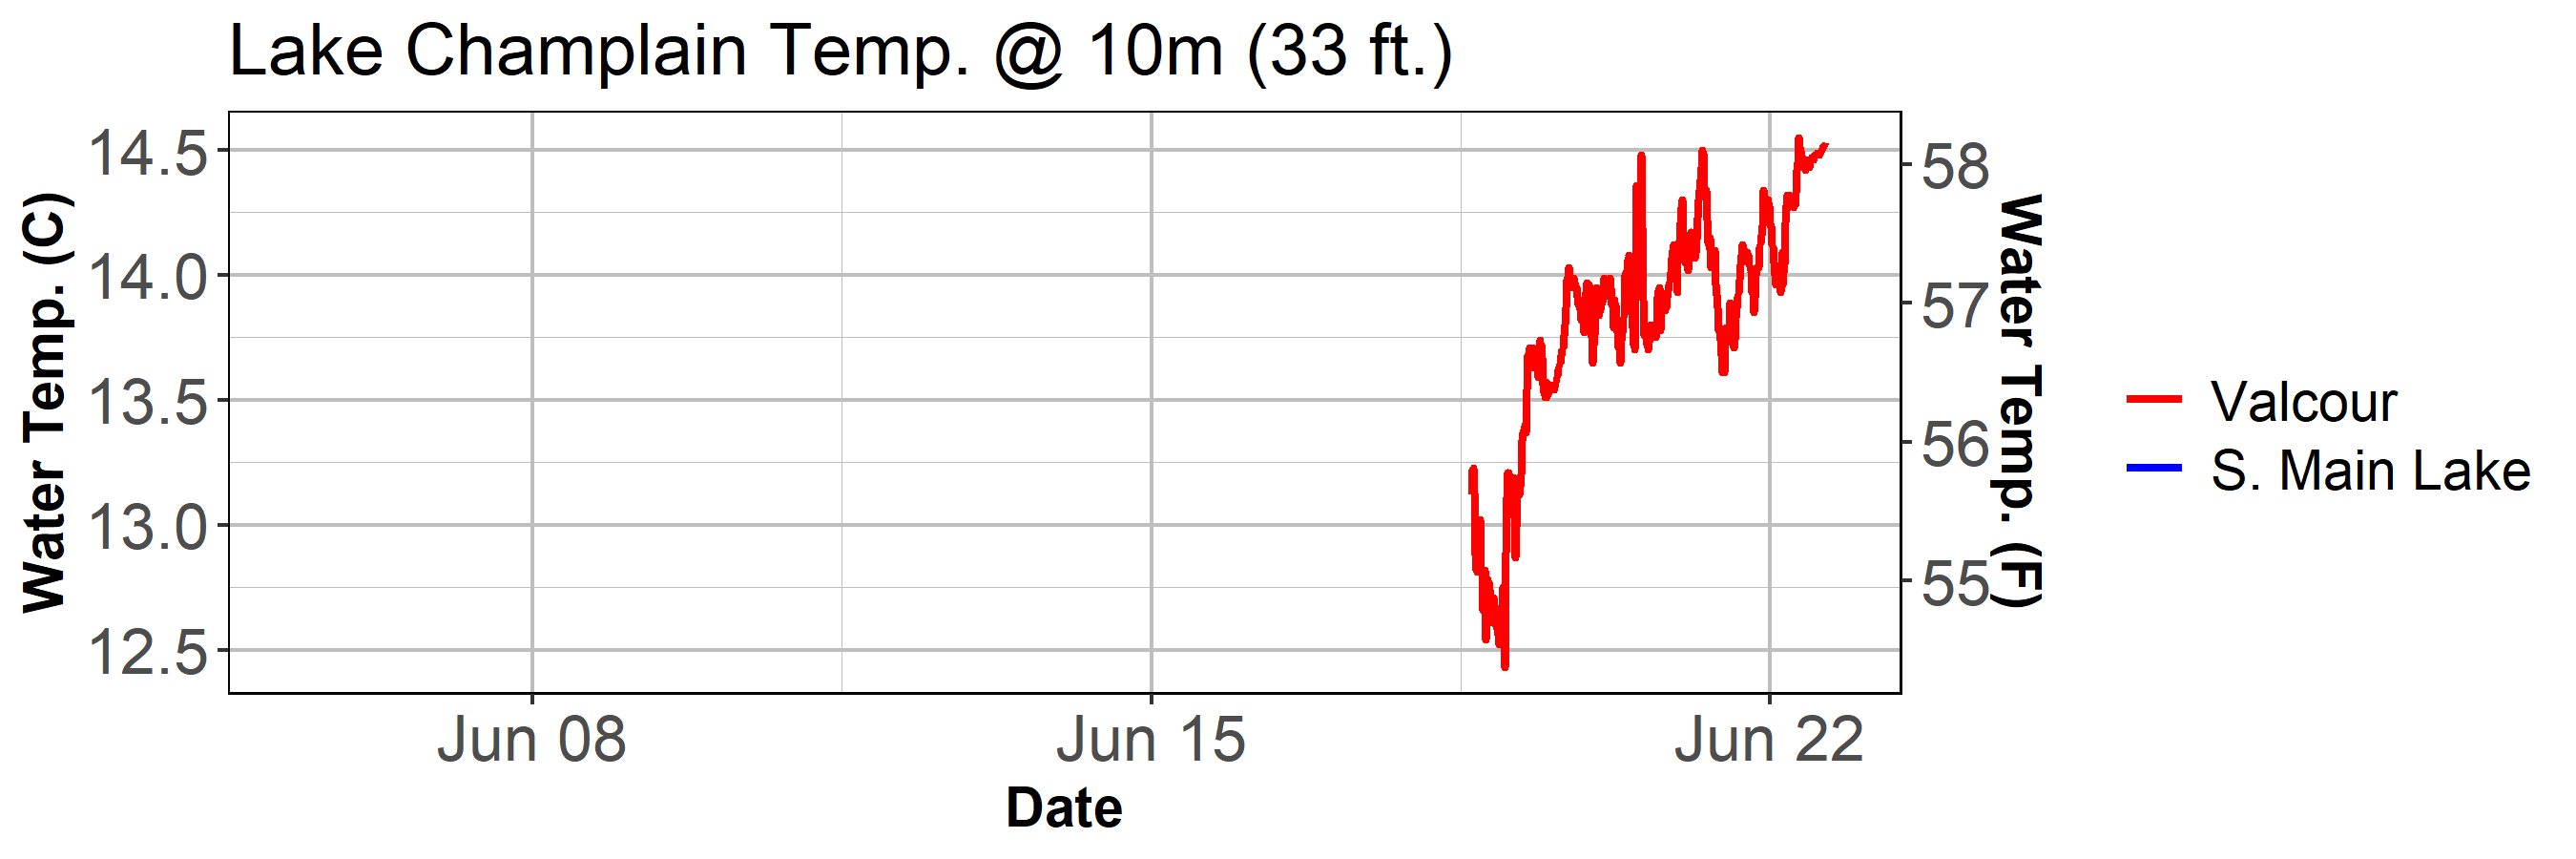 Lake Champlain Temp. @ 10m (33 ft.)
Water Temp. (C)
14.5
14.0
13.5
13.0
12.5
58
57
56
55
Water Temp. (F)
Jun 08
Jun 15
Jun 22
Date
Valcour
S. Main Lake